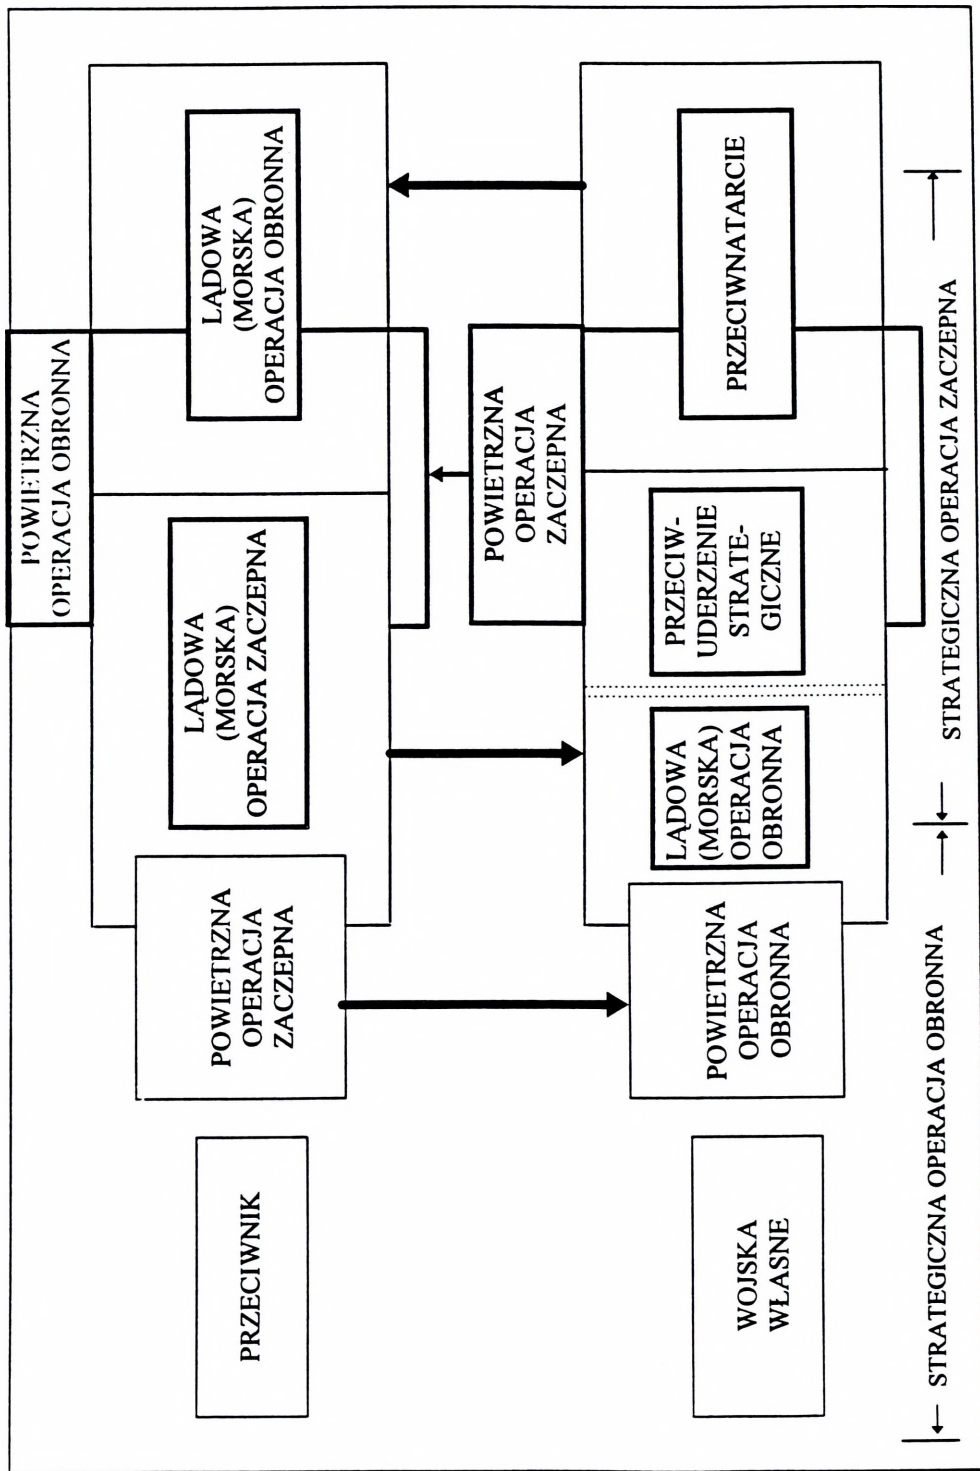 PRZECIWNIK
POWIETRZNA
OPERACJA
ZACZEPNA
LĄDOWA
(MORSKA)
OPERACJA ZACZEPNA
POWIETRZNA
OPERACJA OBRONNA
LĄDOWA
(MORSKA)
OPERACJA OBRONNA
POWIETRZNA
OPERACJA
ZACZEPNA
WOJSKA
WŁASNE
POWIETRZNA
OPERACJA
OBRONNA
LĄDOWA
(MORSKA)
OPERACJA
OBRONNA
PRZECIW-
UDERZENIE
STRATE-
GICZNE
PRZECIWNATARCIE
STRATEGICZNA OPERACJA OBRONNA
STRATEGICZNA OPERACJA ZACZEPNA